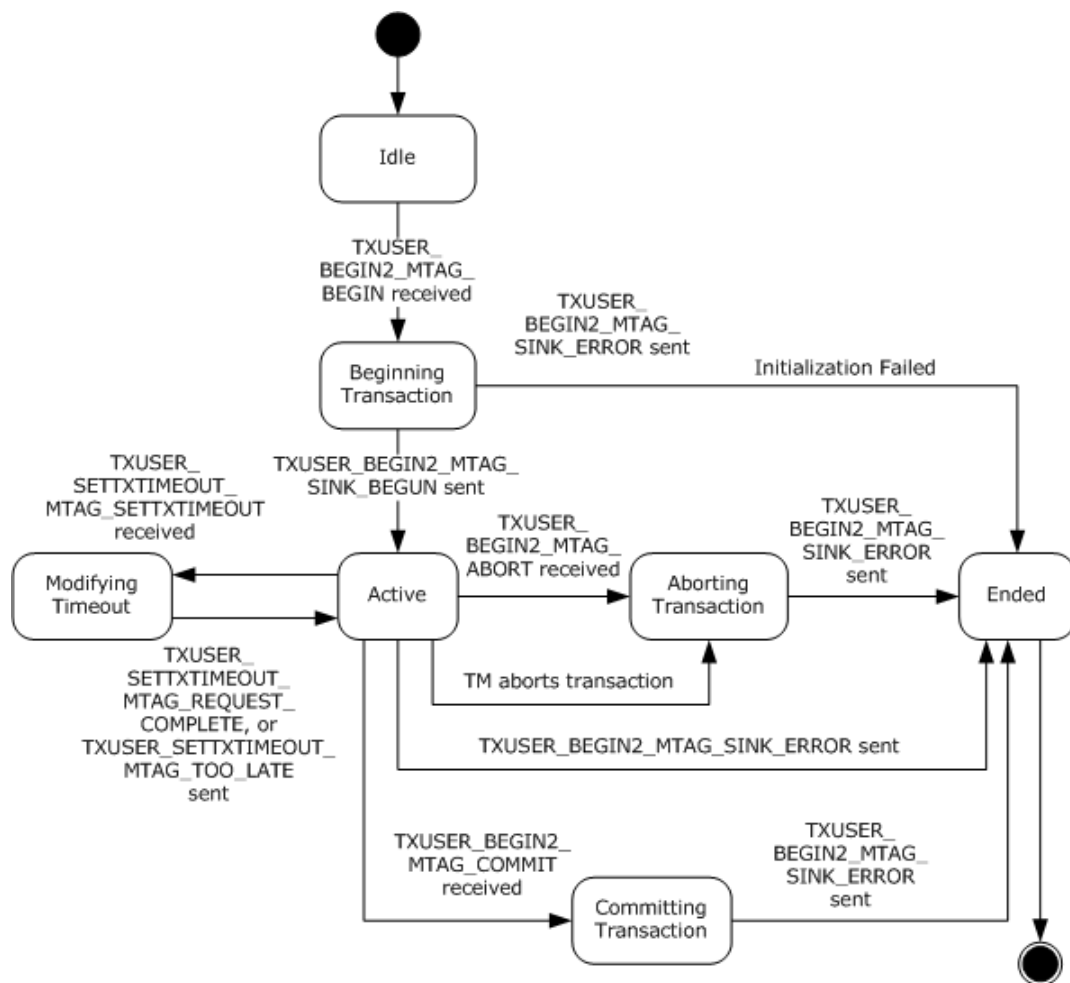 Idle
TXUSER_
BEGIN2_MTAG_
BEGIN received
TXUSER_
BEGIN2_MTAG_
SINK_ERROR sent
Initialization Failed
Beginning
Transaction
TXUSER_BEGIN2_MTAG_
SINK_BEGUN sent
TXUSER_
SETTXTIMEOUT_
MTAG_SETTXTIMEOUT
received
TXUSER_
BEGIN2_MTAG_
ABORT received
TXUSER_
BEGIN2_MTAG_
SINK_ERROR
sent
Modifying
Timeout
Active
Aborting
Transaction
Ended
TXUSER_
SETTXTIMEOUT_
MTAG_REQUEST_
COMPLETE, or
TXUSER_SETTXTIMEOUT_
MTAG_TOO_LATE
sent
TM aborts transaction
TXUSER_BEGIN2_MTAG_SINK_ERROR sent
TXUSER_BEGIN2_
MTAG_COMMIT
received
TXUSER_
BEGIN2_MTAG_
SINK_ERROR
sent
Committing
Transaction